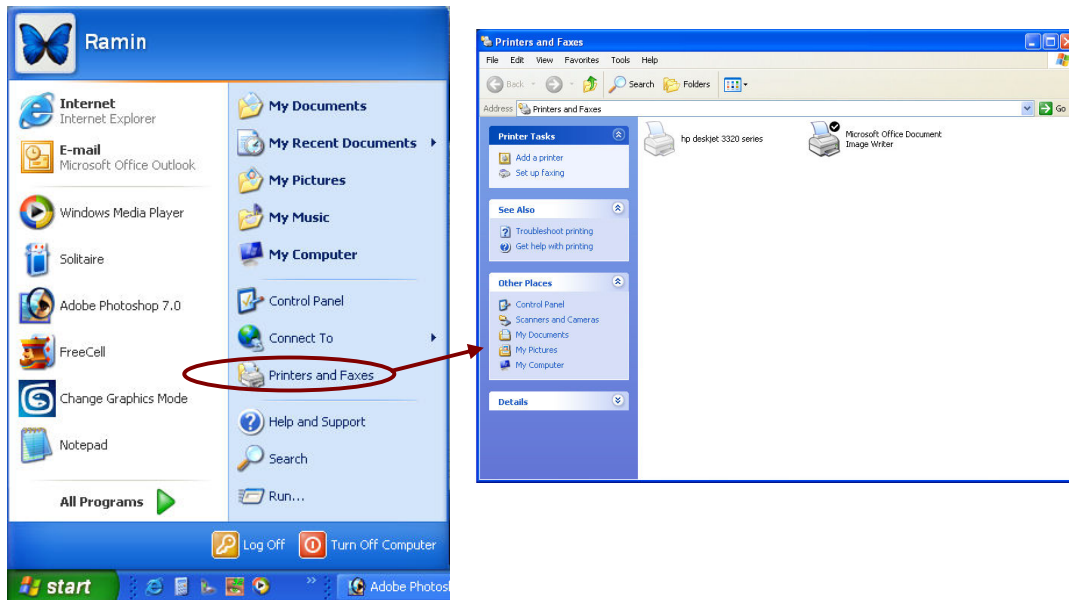 Ramin
Internet
Internet Explorer
E-mail
Microsoft Office Outlook
Windows Media Player
Solitaire
Adobe Photoshop 7.0
FreeCell
Change Graphics Mode
Notepad
All Programs
My Documents
My Recent Documents
My Pictures
My Music
My Computer
Control Panel
Connect To
Printers and Faxes
Help and Support
Search
Run...
Log Off
Turn Off Computer
start
Adobe Photos
Printers and Faxes
File Edit View Favorites Tools Help
Back Search Folders
Address Printers and Faxes Go
Printer Tasks
Add a printer
Set up faxing
See Also
Troubleshoot printing
Get help with printing
Other Places
Control Panel
Scanners and Cameras
My Documents
My Pictures
My Computer
Details
hp deskjet 3320 series
Microsoft Office Document
Image Writer